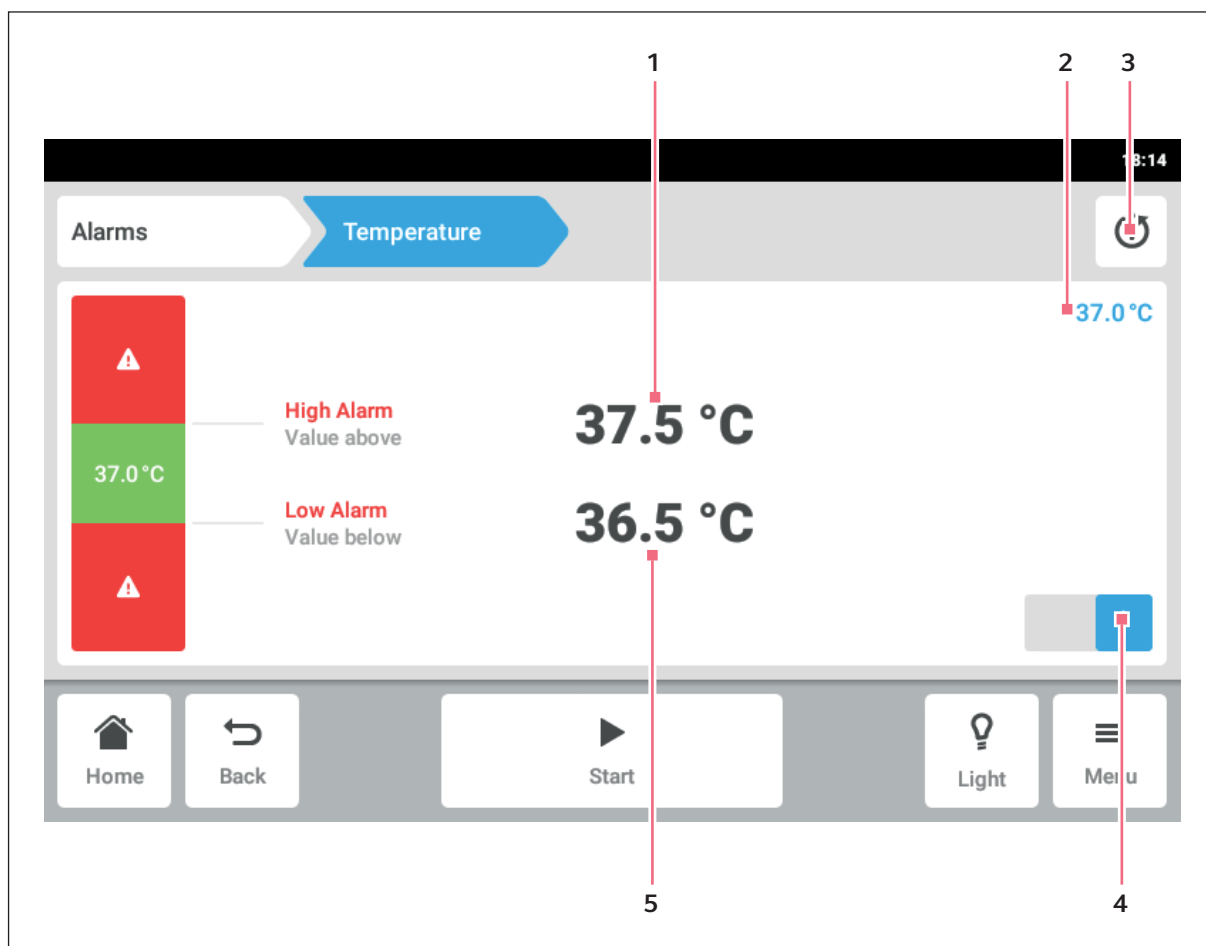 1 2 3
18:14
Alarms Temperature
37.0 °C
High Alarm 37.5 °C
Value above
37.0 °C
Low Alarm 36.5 °C
Value below
Home Back Start Light Menu
5 4